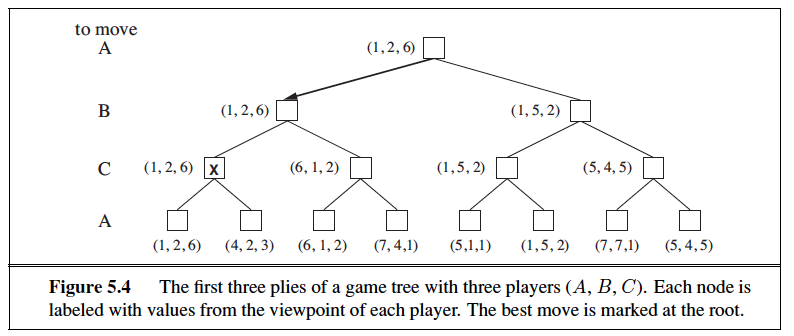 to move
A (1, 2, 6)
B (1, 2, 6) (1, 5, 2)
C (1, 2, 6) X (6, 1, 2) (1, 5, 2) (5, 4, 5)
A
(1, 2, 6) (4, 2, 3) (6, 1, 2) (7, 4,1) (5,1,1) (1, 5, 2) (7, 7,1) (5, 4, 5)
Figure 5.4 The first three plies of a game tree with three players (A, B, C). Each node is
labeled with values from the viewpoint of each player. The best move is marked at the root.